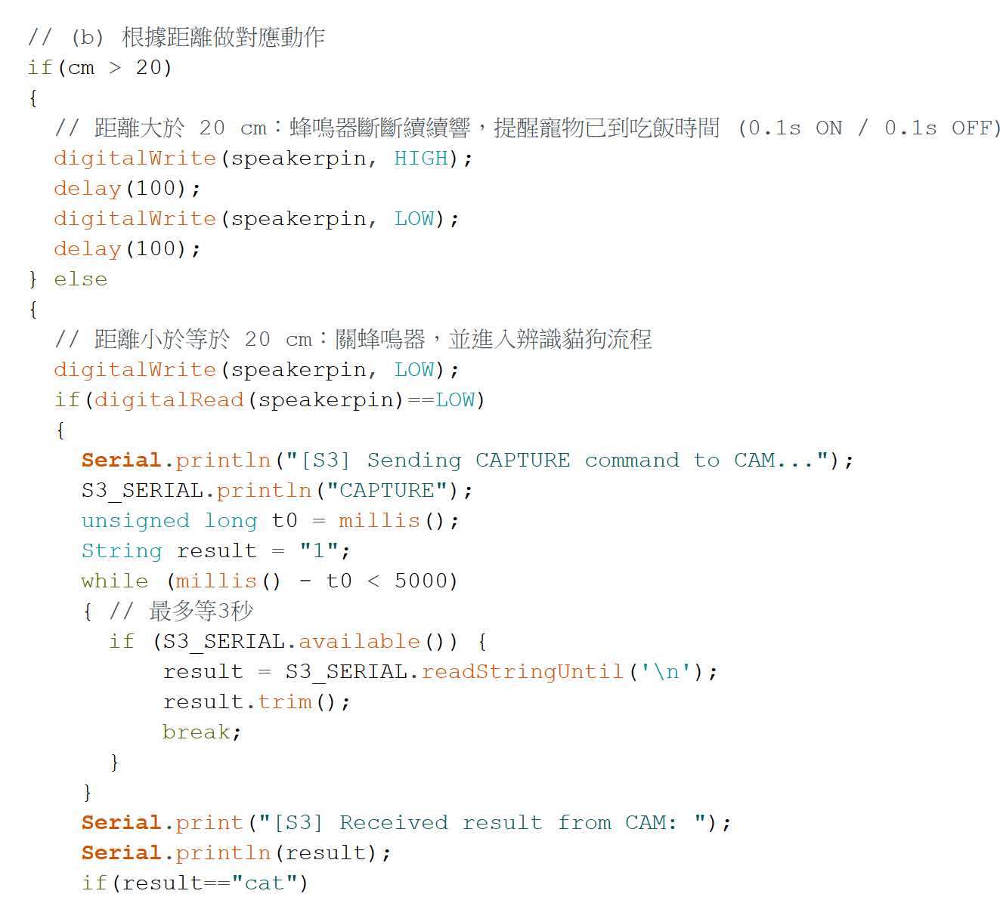 // (b) 根據距離做對應動作
if(cm > 20)
{
  // 距離大於 20 cm：蜂鳴器斷斷續續響，提醒寵物已到吃飯時間 (0.1s ON / 0.1s OFF)
  digitalWrite(speakerpin, HIGH);
  delay(100);
  digitalWrite(speakerpin, LOW);
  delay(100);
} else
{
  // 距離小於等於 20 cm：關蜂鳴器，並進入辨識貓狗流程
  digitalWrite(speakerpin, LOW);
  if(digitalRead(speakerpin)==LOW)
  {
    Serial.println("[S3] Sending CAPTURE command to CAM...");
    S3_SERIAL.println("CAPTURE");
    unsigned long t0 = millis();
    String result = "1";
    while (millis() - t0 < 5000)
    { // 最多等3秒
      if (S3_SERIAL.available()) {
          result = S3_SERIAL.readStringUntil('\n');
          result.trim();
          break;
      }
    }
    Serial.print("[S3] Received result from CAM: ");
    Serial.println(result);
    if(result=="cat")